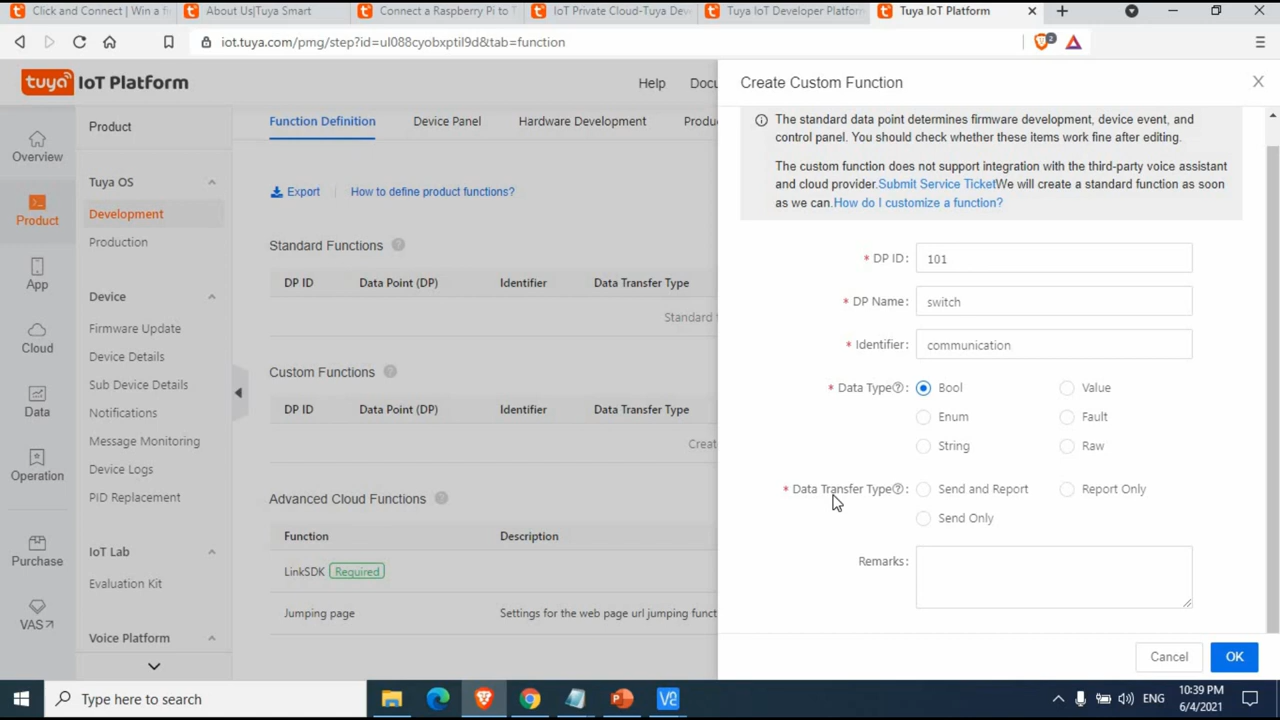 Click and Connect | Win a f
About Us|Tuya Smart
Connect a Raspberry Pi to T
IoT Private Cloud-Tuya Dev
Tuya IoT Developer Platform
Tuya IoT Platform
iot.tuya.com/pmg/step?id=ul088cyobxptil9d&tab=function
2
tuya IoT Platform
Help
Docu
Overview
Product
App
Cloud
Data
Operation
Purchase
VAS
Product
Tuya OS
Development
Production
Device
Firmware Update
Device Details
Sub Device Details
Notifications
Message Monitoring
Device Logs
PID Replacement
IoT Lab
Evaluation Kit
Voice Platform
Function Definition
Device Panel
Hardware Development
Produ
Export
How to define product functions?
Standard Functions ?
DP ID Data Point (DP) Identifier Data Transfer Type
Standard
Custom Functions ?
DP ID Data Point (DP) Identifier Data Transfer Type
Creat
Advanced Cloud Functions ?
Function Description
LinkSDK Required
Jumping page Settings for the web page url jumping funct
Create Custom Function
The standard data point determines firmware development, device event, and
control panel. You should check whether these items work fine after editing.
The custom function does not support integration with the third-party voice assistant
and cloud provider.Submit Service TicketWe will create a standard function as soon
as we can.How do I customize a function?
* DP ID: 101
* DP Name: switch
* Identifier: communication
* Data Type?: Bool Value
Enum Fault
String Raw
* Data Transfer Type?: Send and Report Report Only
Send Only
Remarks:
Cancel
OK
Type here to search
ENG
10:39 PM
6/4/2021